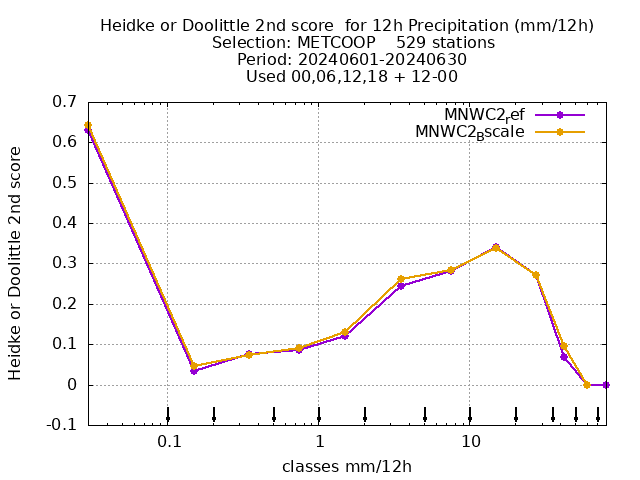 Heidke or Doolittle 2nd score  for 12h Precipitation (mm/12h)
Selection: METCOOP    529 stations
Period: 20240601-20240630
Used 00,06,12,18 + 12-00
MNWC2ref
MNWC2Bscale
Heidke or Doolittle 2nd score
0.7
0.6
0.5
0.4
0.3
0.2
0.1
0
-0.1
0.1 1 10
classes mm/12h